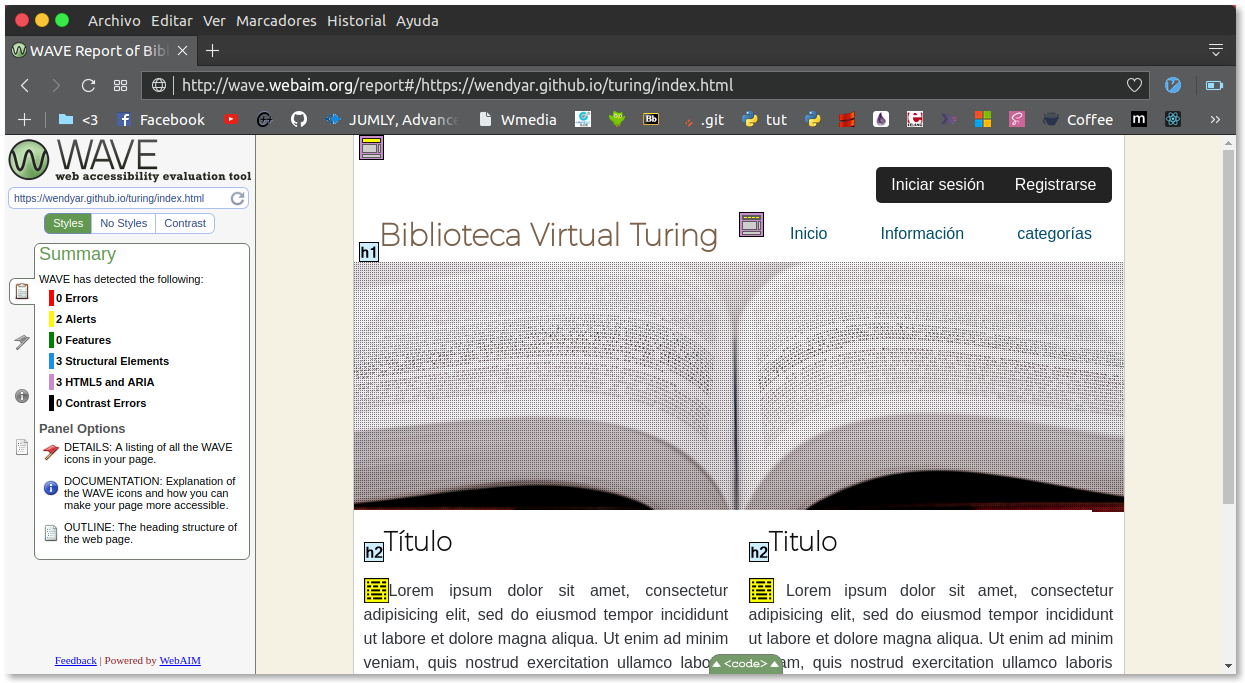 Archivo Editar Ver Marcadores Historial Ayuda
WAVE Report of Bib
http://wave.webaim.org/report#/https://wendyar.github.io/turing/index.html
<3 Facebook JUMLY, Advance Wmedia Bb .git tut Coffee m »
WAVE
web accessibility evaluation tool
https://wendyar.github.io/turing/index.html
Styles No Styles Contrast
Summary
WAVE has detected the following:
0 Errors
2 Alerts
0 Features
3 Structural Elements
3 HTML5 and ARIA
0 Contrast Errors
Panel Options
DETAILS: A listing of all the WAVE
icons in your page.
DOCUMENTATION: Explanation of
the WAVE icons and how you can
make your page more accessible.
OUTLINE: The heading structure of
the web page.
Feedback | Powered by WebAIM
Iniciar sesión Registrarse
h1 Biblioteca Virtual Turing
Inicio Información categorías
h2 Título
Lorem ipsum dolor sit amet, consectetur
adipisicing elit, sed do eiusmod tempor incididunt
ut labore et dolore magna aliqua. Ut enim ad minim
veniam, quis nostrud exercitation ullamco labo
h2 Titulo
Lorem ipsum dolor sit amet, consectetur
adipisicing elit, sed do eiusmod tempor incididunt
ut labore et dolore magna aliqua. Ut enim ad minim
am, quis nostrud exercitation ullamco laboris
<code>